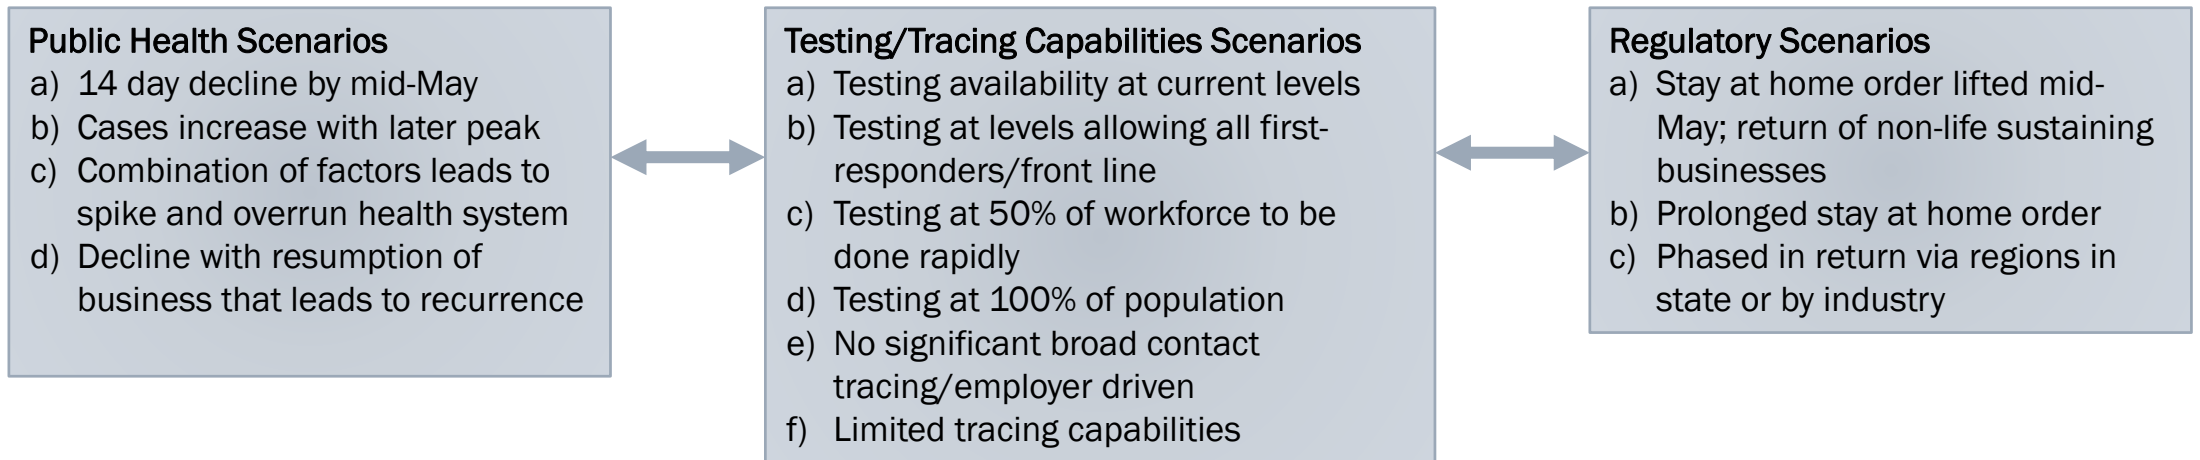 Public Health Scenarios
a) 14 day decline by mid-May
b) Cases increase with later peak
c) Combination of factors leads to
spike and overrun health system
d) Decline with resumption of
business that leads to recurrence
Testing/Tracing Capabilities Scenarios
a) Testing availability at current levels
b) Testing at levels allowing all first-
responders/front line
c) Testing at 50% of workforce to be
done rapidly
d) Testing at 100% of population
e) No significant broad contact
tracing/employer driven
f) Limited tracing capabilities
Regulatory Scenarios
a) Stay at home order lifted mid-
May; return of non-life sustaining
businesses
b) Prolonged stay at home order
c) Phased in return via regions in
state or by industry